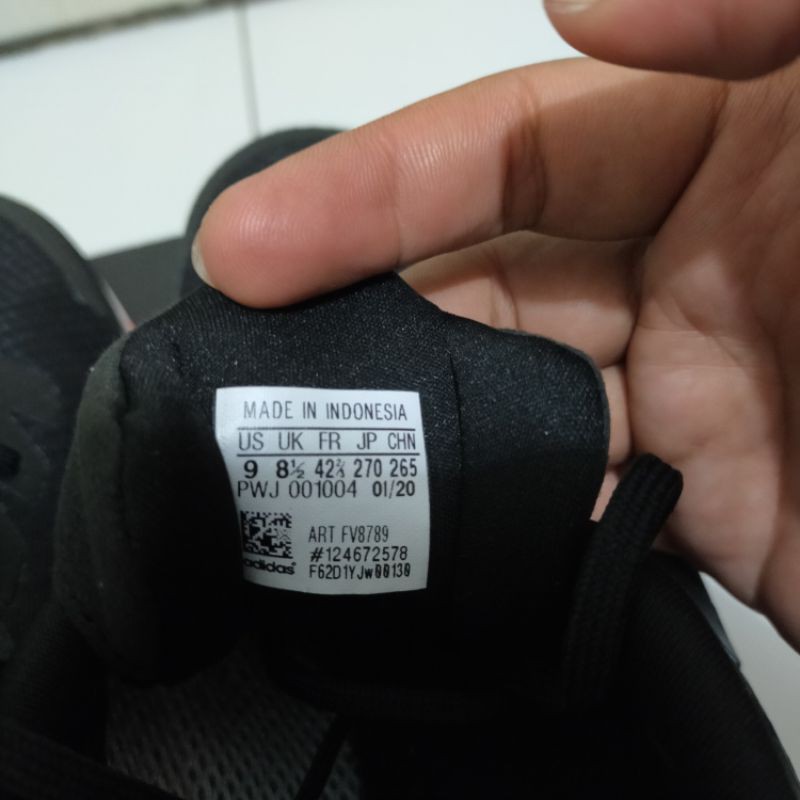 MADE IN INDONESIA
US UK FR JP CHN
9 8½ 42⅔ 270 265
PWJ 001004 01/20
ART FV8789
#124672578
adidas F62D1YJw00130